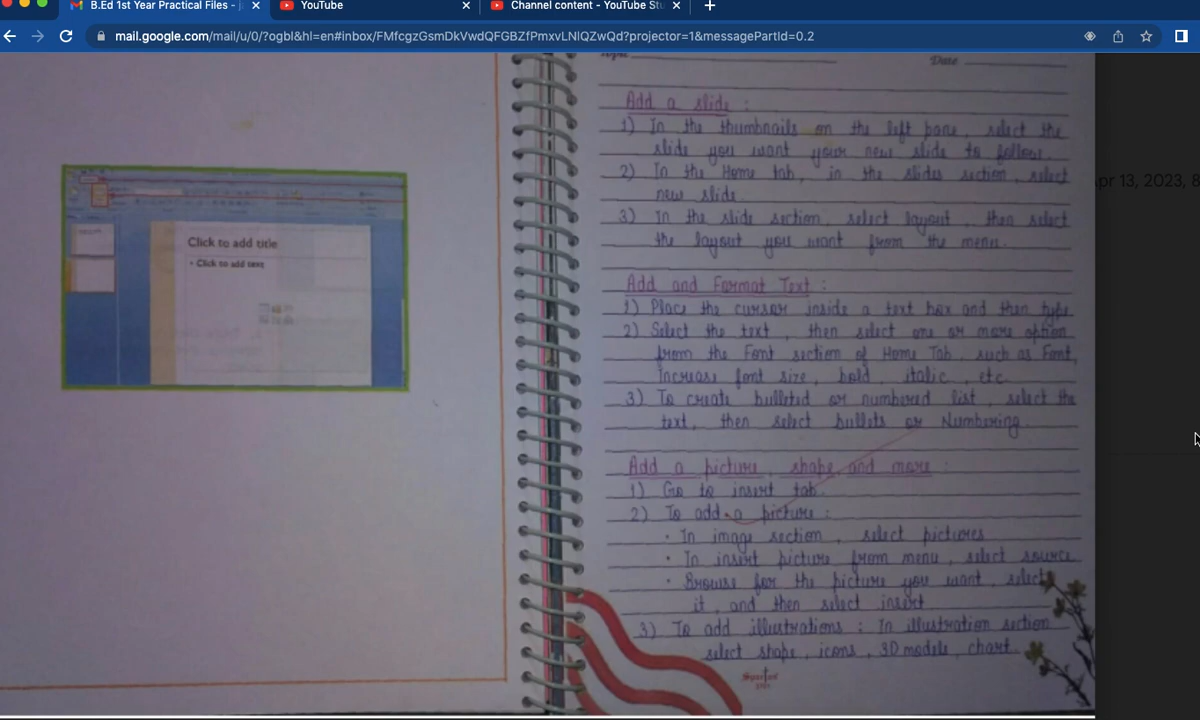 B.Ed 1st Year Practical Files -
YouTube
Channel content - YouTube Stu
mail.google.com/mail/u/0/?ogbl&hl=en#inbox/FMfcgzGsmDkVwdQFGBZfPmxvLNlQZwQd?projector=1&messagePartId=0.2
Date
Add a slide :
1) In the thumbnails on the left pane, select the
slide you want your new slide to follow.
2) In the Home tab, in the slides section, select
new slide.
3) In the slide section, select layout, then select
the layout you want from the menu.
Apr 13, 2023, 8
Click to add title
• Click to add text
Add and Format Text :
1) Place the cursor inside a text box and then type
2) Select the text, then select one or more option
from the Font section of Home Tab, such as Font,
Increase font size, bold, italic, etc
3) To create bulleted or numbered list, select the
text, then select bullets or Numbering.
Add a picture, shape and more :
1) Go to insert tab.
2) To add a picture :
• In image section, select pictures
• In insert picture from menu, select source
• Browse for the picture you want, select
it, and then select insert
3) To add illustrations : In illustration section
select shape, icons, 3D models, chart.